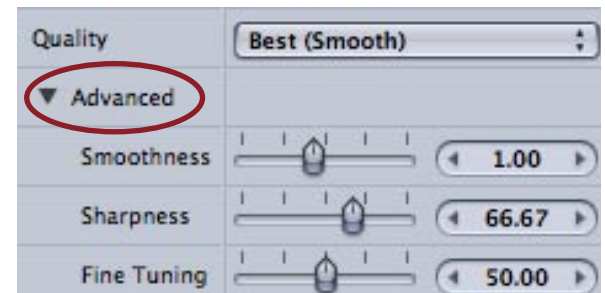 Quality Best (Smooth)
Advanced
Smoothness 1.00
Sharpness 66.67
Fine Tuning 50.00